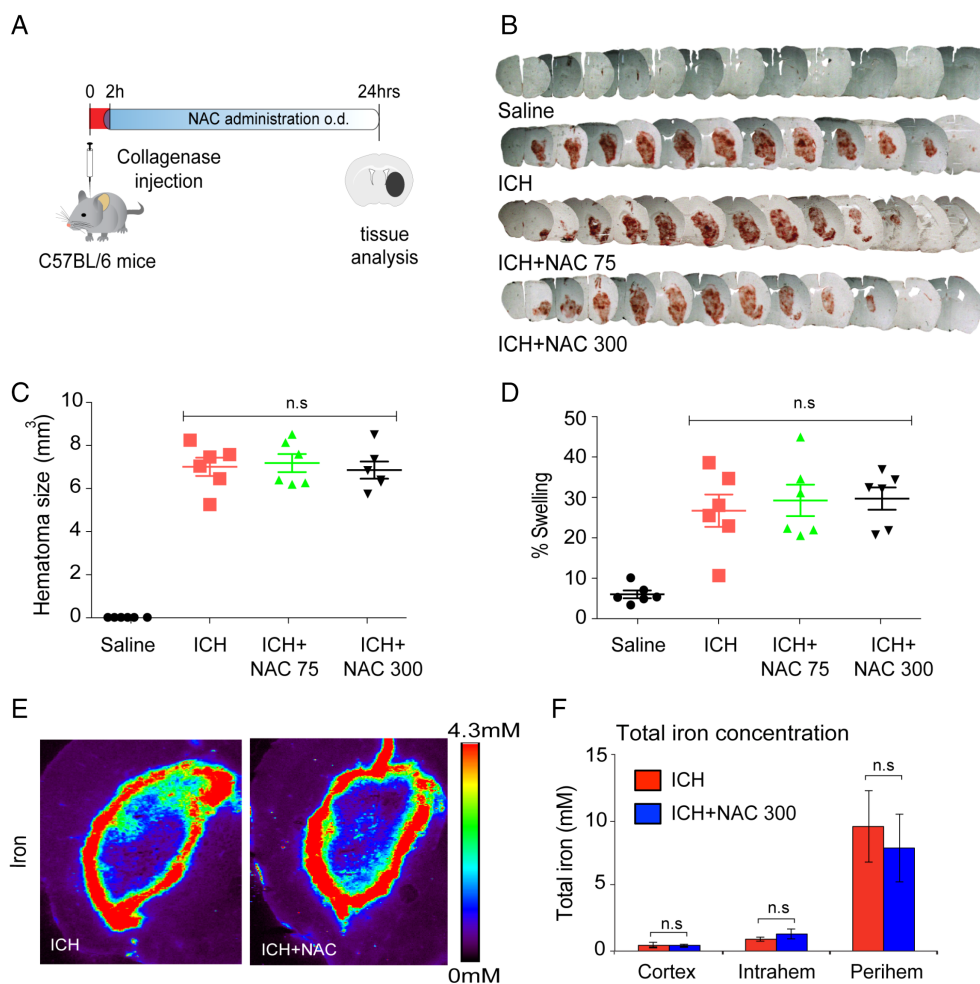 A
0 2h 24hrs
NAC administration o.d.
Collagenase
injection
C57BL/6 mice
tissue
analysis
B
Saline
ICH
ICH+NAC 75
ICH+NAC 300
C
Hematoma size (mm³)
10
8
6
4
2
0
n.s
Saline ICH ICH+ ICH+
NAC 75 NAC 300
D
% Swelling
50
40
30
20
10
0
n.s
Saline ICH ICH+ ICH+
NAC 75 NAC 300
E
Iron
ICH
ICH+NAC
4.3mM
0mM
F
Total iron concentration
Total iron (mM)
15
10
5
0
ICH
ICH+NAC 300
n.s
n.s
n.s
Cortex Intrahem Perihem